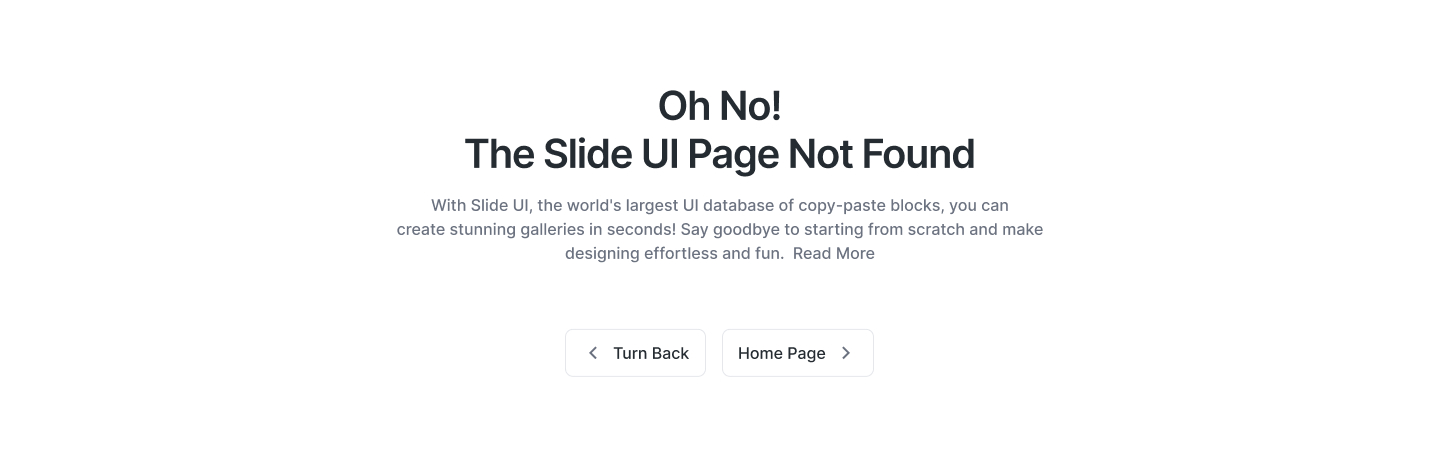 Oh No!
The Slide UI Page Not Found
With Slide UI, the world's largest UI database of copy-paste blocks, you can
create stunning galleries in seconds! Say goodbye to starting from scratch and make
designing effortless and fun.  Read More
Turn Back
Home Page